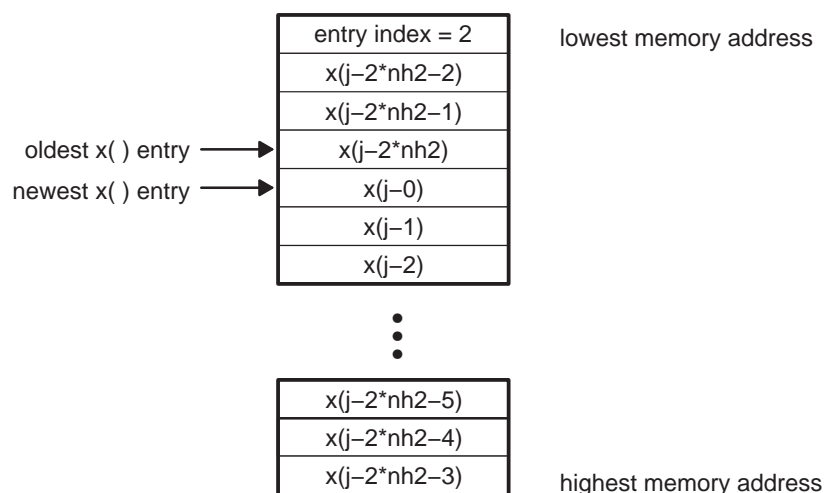 entry index = 2 lowest memory address
x(j−2*nh2−2)
x(j−2*nh2−1)
oldest x( ) entry x(j−2*nh2)
newest x( ) entry x(j−0)
x(j−1)
x(j−2)
x(j−2*nh2−5)
x(j−2*nh2−4)
x(j−2*nh2−3) highest memory address